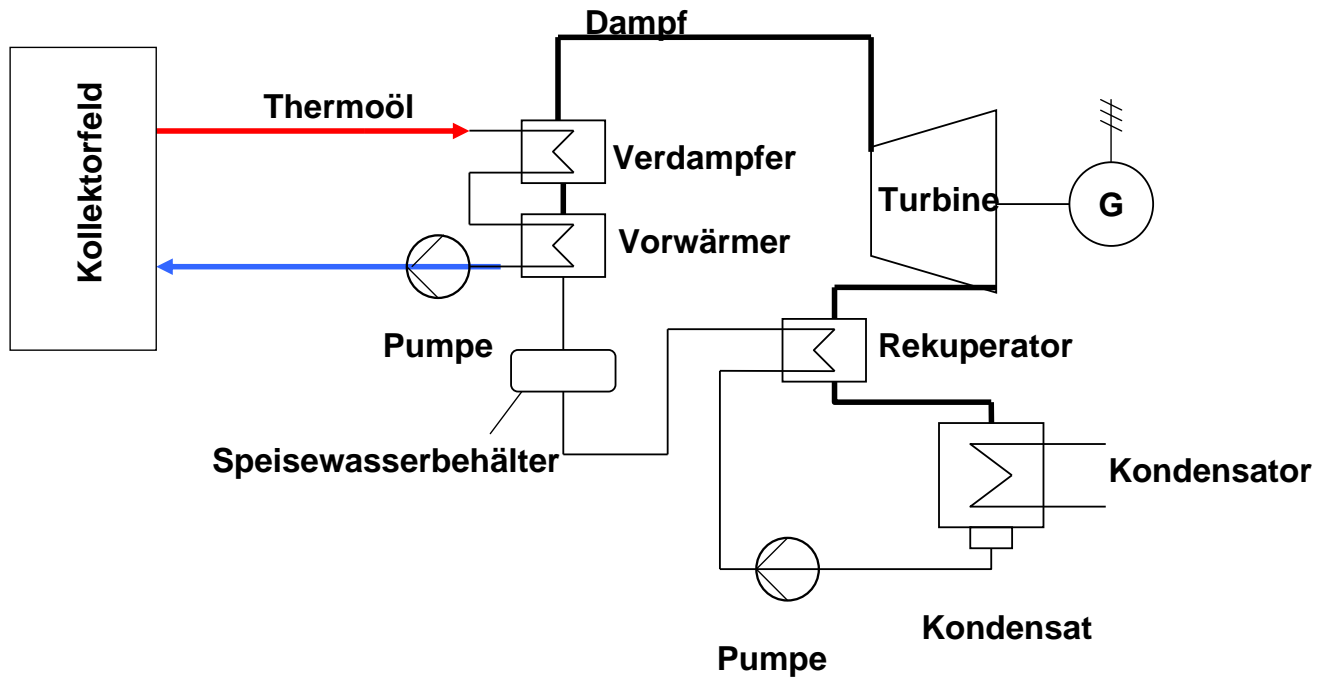 Dampf
Thermoöl
Kollektorfeld
Verdampfer
Turbine
G
Vorwärmer
Pumpe
Rekuperator
Speisewasserbehälter
Kondensator
Kondensat
Pumpe